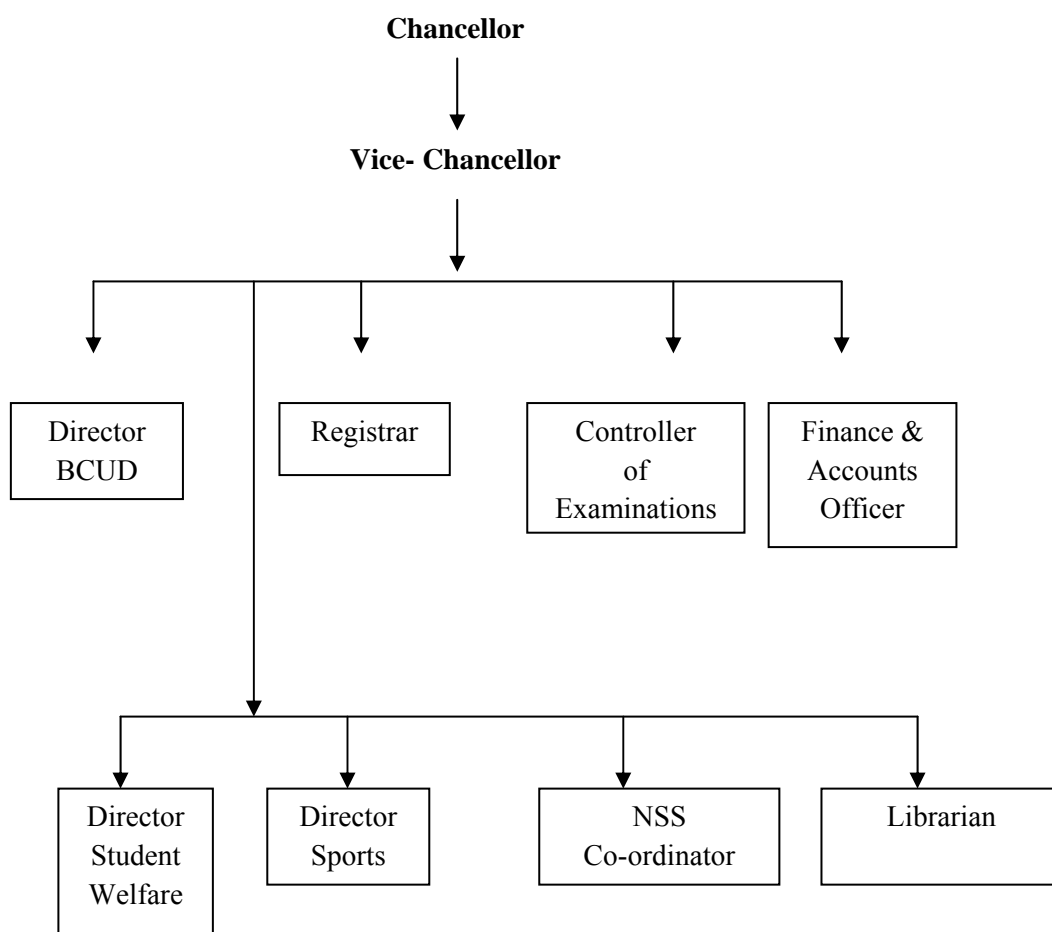 Chancellor
Vice- Chancellor
Director
BCUD
Registrar
Controller
of
Examinations
Finance &
Accounts
Officer
Director
Student
Welfare
Director
Sports
NSS
Co-ordinator
Librarian